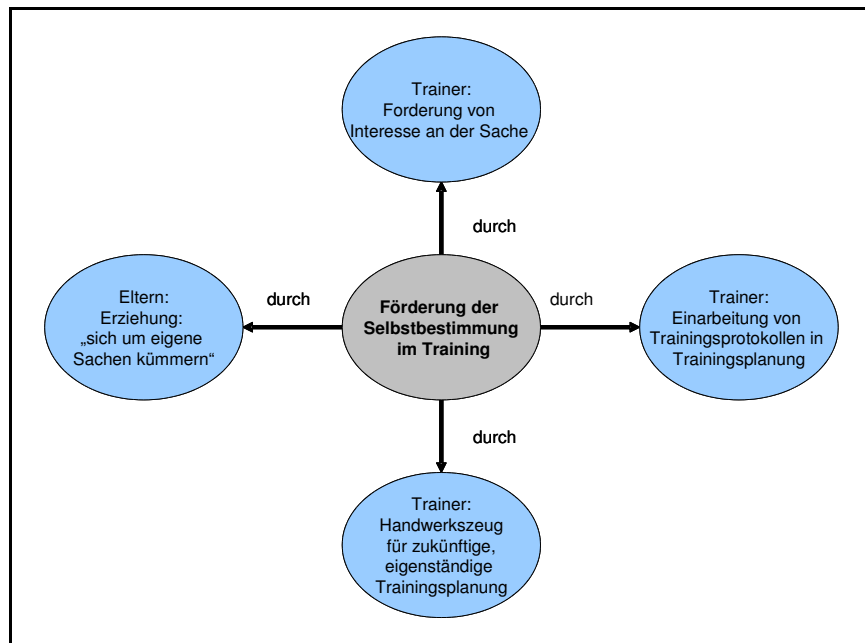 Trainer:
Forderung von
Interesse an der Sache
durch
Eltern:
Erziehung:
„sich um eigene
Sachen kümmern“
durch
Förderung der
Selbstbestimmung
im Training
durch
Trainer:
Einarbeitung von
Trainingsprotokollen in
Trainingsplanung
durch
Trainer:
Handwerkszeug
für zukünftige,
eigenständige
Trainingsplanung